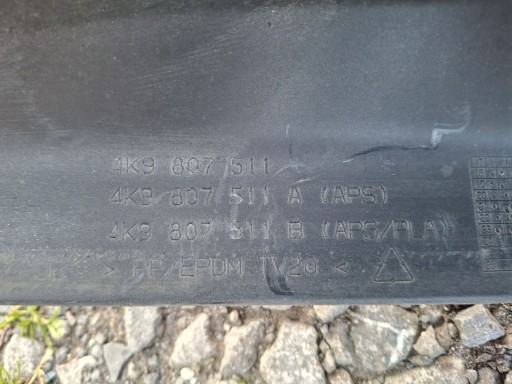 4K9 807 511
4K9 807 511 A (APS)
4K9 807 511 B (APS/PLA)
> PP/EPDM TV20 <